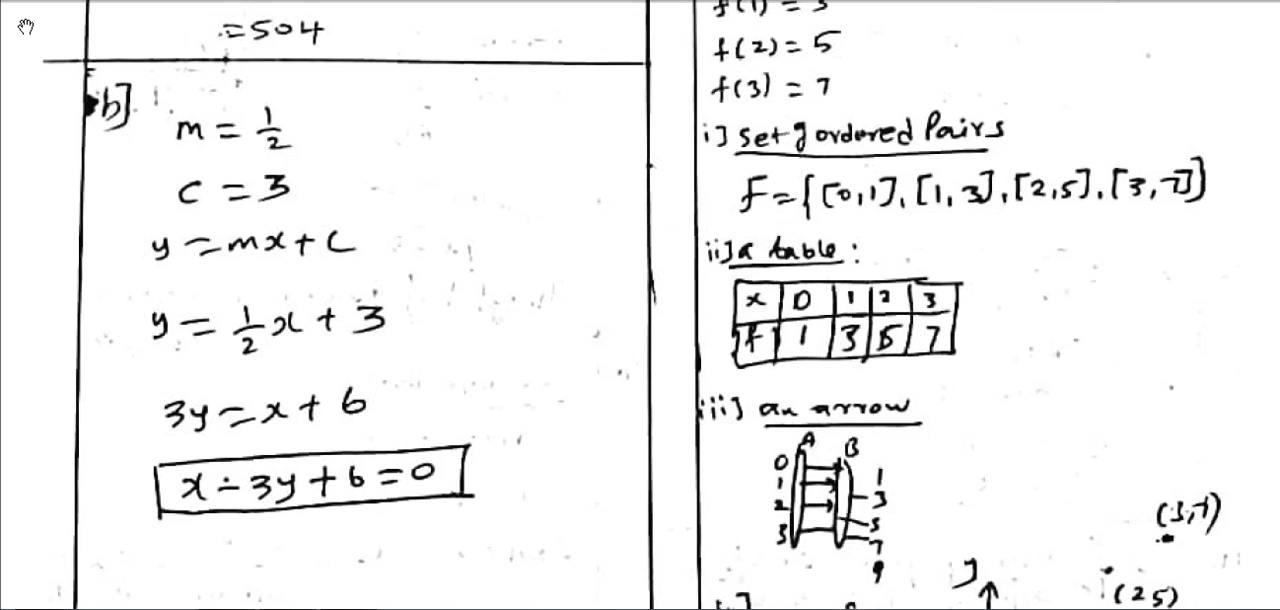 =504
b]
m = 1/2
c = 3
y = mx + c
y = 1/2 x + 3
3y = x + 6
x - 3y + 6 = 0
f(1) = 3
f(2) = 5
f(3) = 7
i] set of ordered Pairs
F = {[0,1], [1,3], [2,5], [3,7]}
ii] a table :
x 0 1 2 3
f 1 3 5 7
iii] an arrow
A B
0 1
1 3
2 5
3 7
9
(3,7)
(2 5)